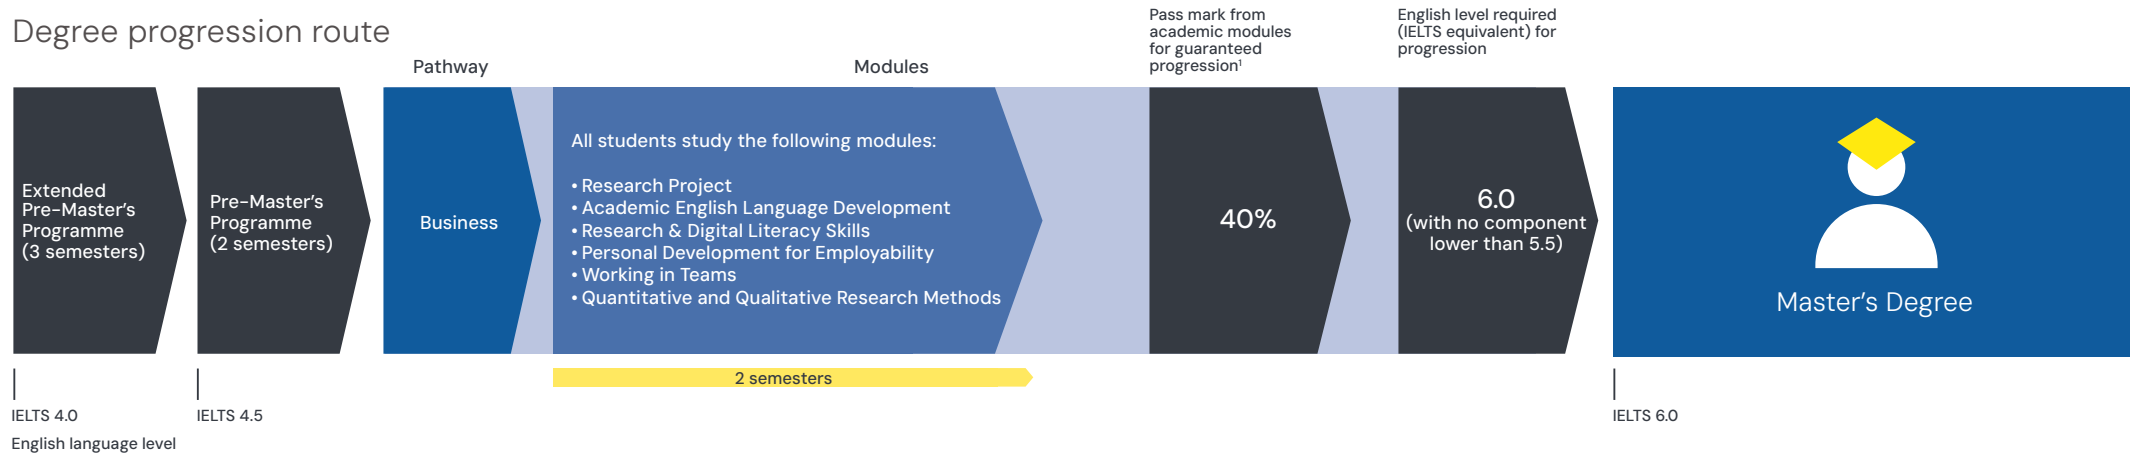 Degree progression route
Pathway
Modules
Pass mark from
academic modules
for guaranteed
progression¹
English level required
(IELTS equivalent) for
progression
Extended
Pre-Master's
Programme
(3 semesters)
Pre-Master's
Programme
(2 semesters)
Business
All students study the following modules:
• Research Project
• Academic English Language Development
• Research & Digital Literacy Skills
• Personal Development for Employability
• Working in Teams
• Quantitative and Qualitative Research Methods
40%
6.0
(with no component
lower than 5.5)
Master's Degree
2 semesters
IELTS 4.0
IELTS 4.5
IELTS 6.0
English language level